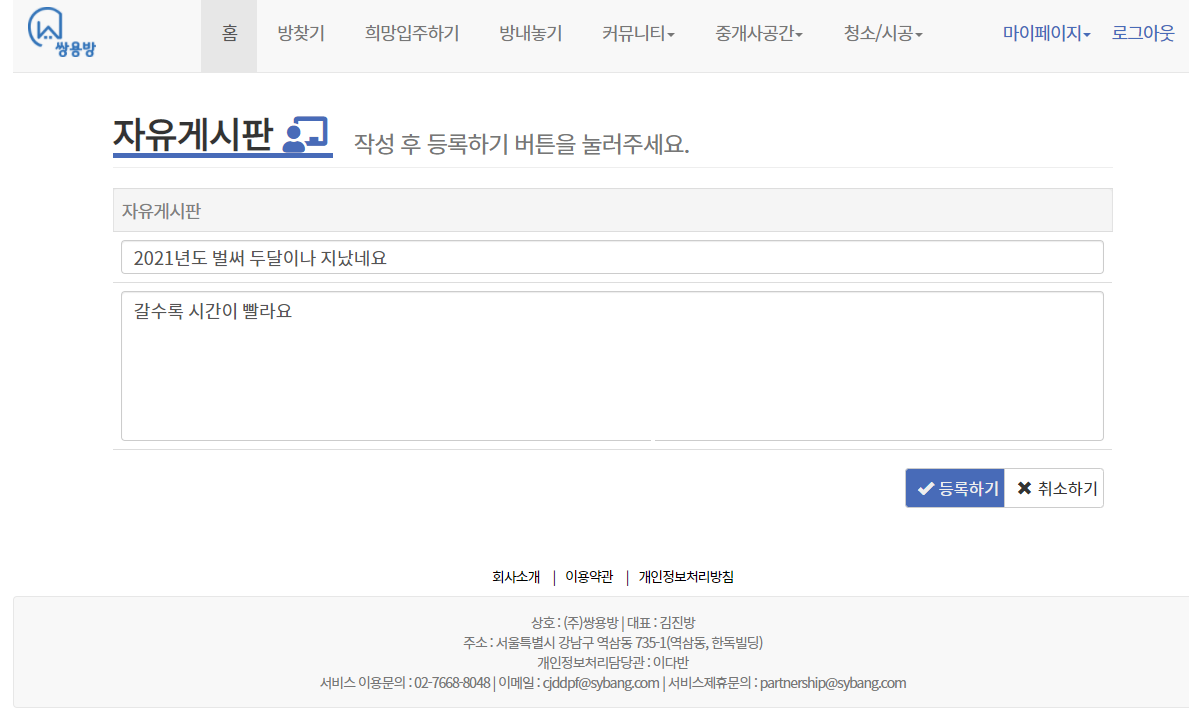 쌍용방
홈 방찾기 희망입주하기 방내놓기 커뮤니티 중개사공간 청소/시공 마이페이지 로그아웃
자유게시판 작성 후 등록하기 버튼을 눌러주세요.
자유게시판
2021년도 벌써 두달이나 지났네요
갈수록 시간이 빨라요
등록하기 취소하기
회사소개 | 이용약관 | 개인정보처리방침
상호 : (주)쌍용방 | 대표 : 김진방
주소 : 서울특별시 강남구 역삼동 735-1(역삼동, 한독빌딩)
개인정보처리담당관 : 이다반
서비스 이용문의 : 02-7668-8048 | 이메일 : cjddpf@sybang.com | 서비스제휴문의 : partnership@sybang.com